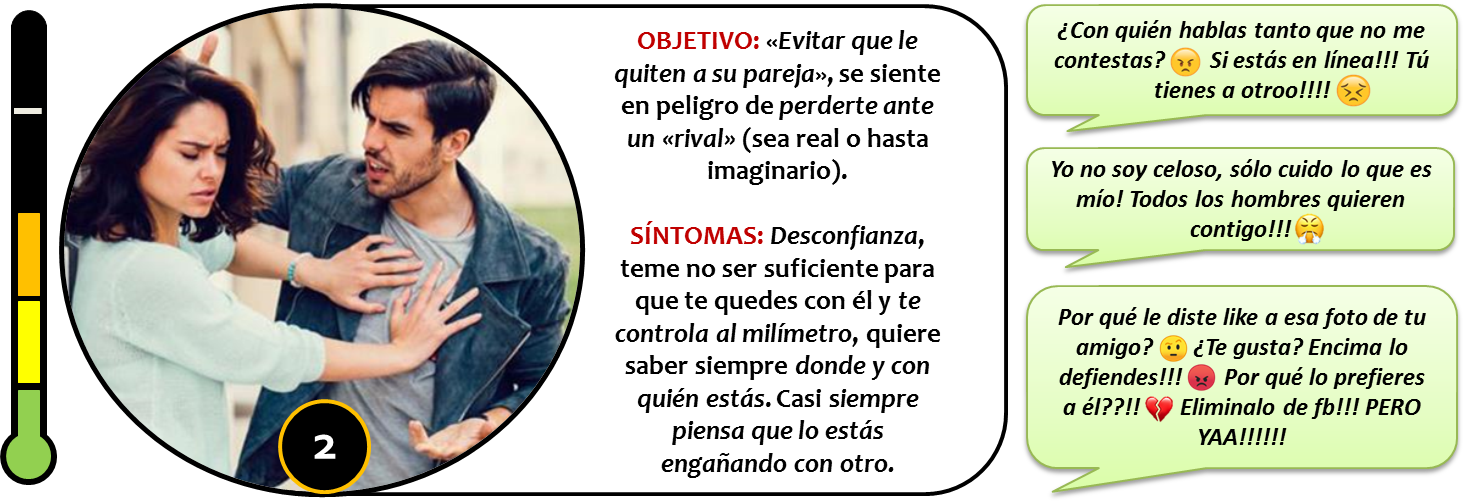 OBJETIVO: «Evitar que le
quiten a su pareja», se siente
en peligro de perderte ante
un «rival» (sea real o hasta
imaginario).
SÍNTOMAS: Desconfianza,
teme no ser suficiente para
que te quedes con él y te
controla al milímetro, quiere
saber siempre donde y con
quién estás. Casi siempre
piensa que lo estás
engañando con otro.
2
¿Con quién hablas tanto que no me
contestas? 😠 Si estás en línea!!! Tú
tienes a otroo!!!! 😣
Yo no soy celoso, sólo cuido lo que es
mío! Todos los hombres quieren
contigo!!! 😤
Por qué le diste like a esa foto de tu
amigo? 🤨 ¿Te gusta? Encima lo
defiendes!!! 😡 Por qué lo prefieres
a él??!! 💔 Eliminalo de fb!!! PERO
YAA!!!!!!